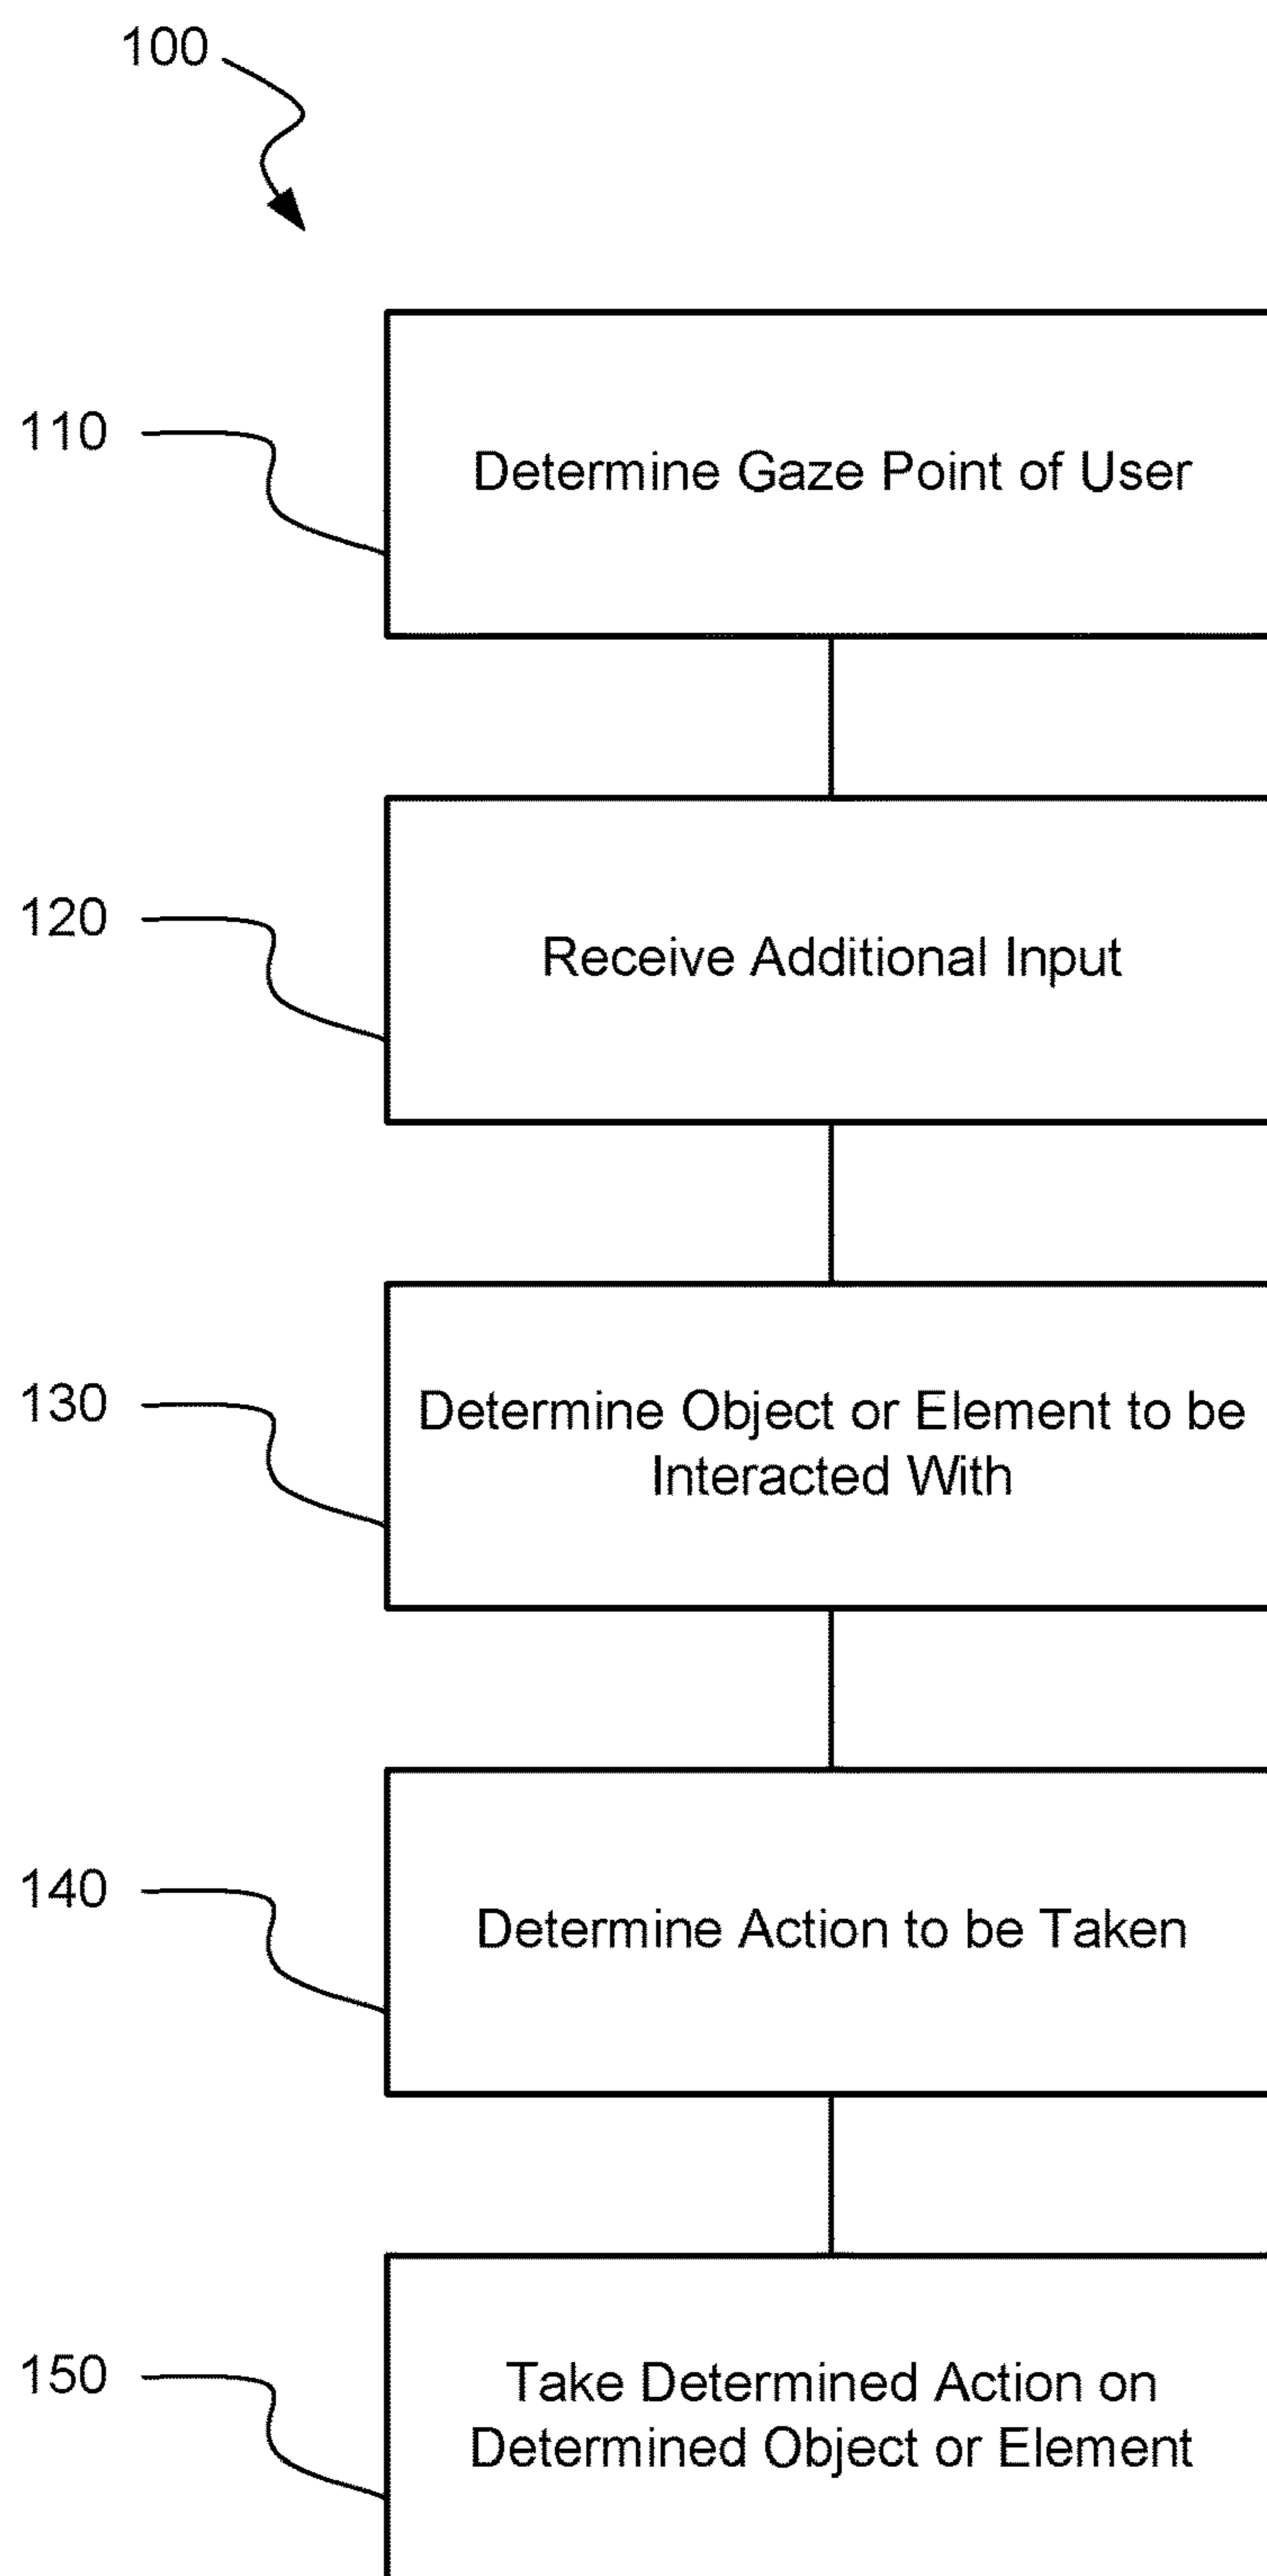 100
110
Determine Gaze Point of User
120
Receive Additional Input
130
Determine Object or Element to be
Interacted With
140
Determine Action to be Taken
150
Take Determined Action on
Determined Object or Element